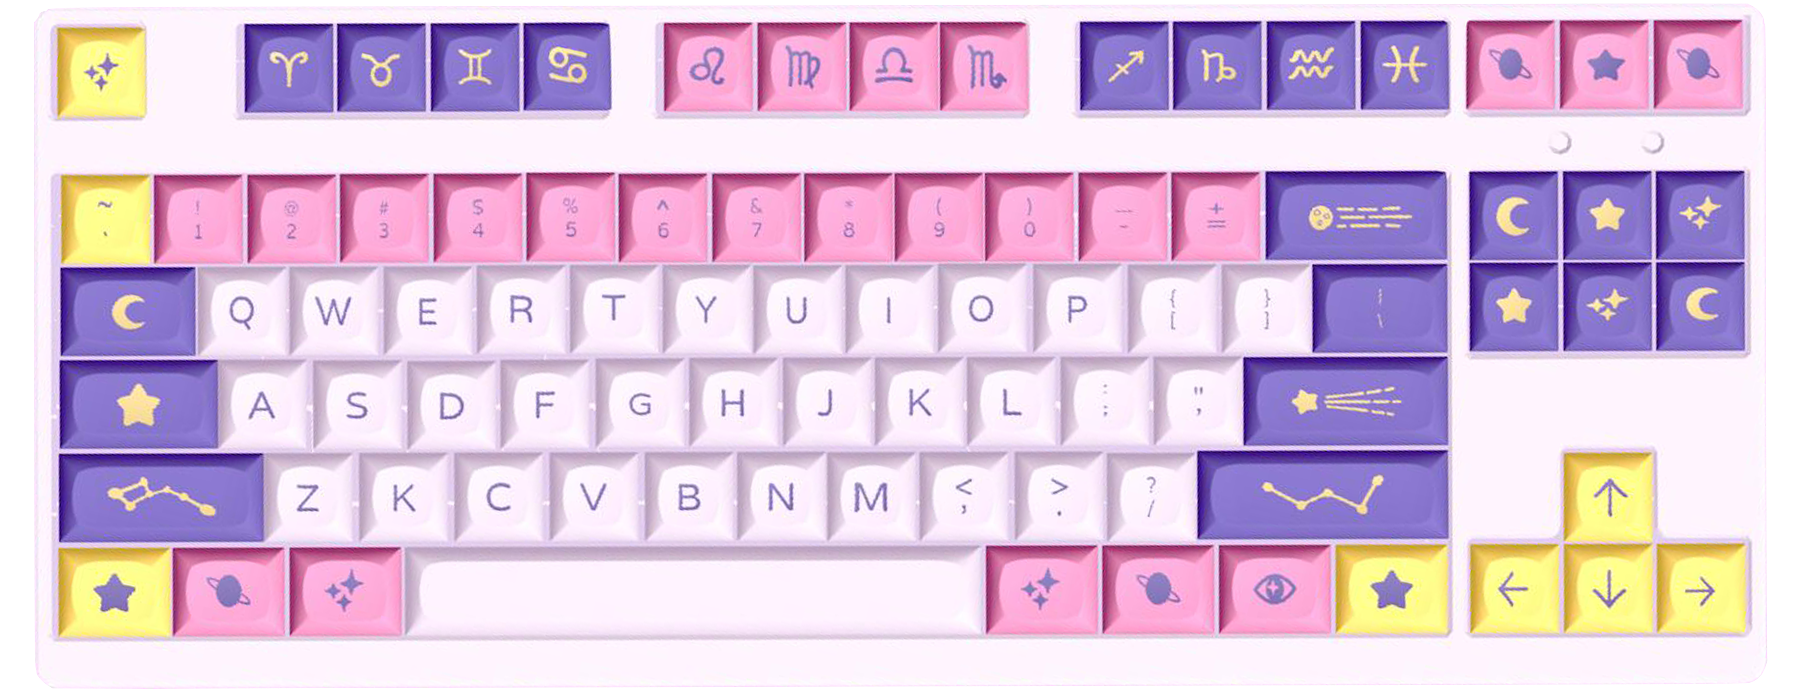 ♈ ♉ ♊ ♋ ♌ ♍ ♎ ♏ ♐ ♑ ♒ ♓
~ ! @ # $ % ^ & * ( ) — +
` 1 2 3 4 5 6 7 8 9 0 - =
Q W E R T Y U I O P { } |
[ ] \
A S D F G H J K L : "
; '
Z K C V B N M < > ?
, . /
↑
← ↓ →